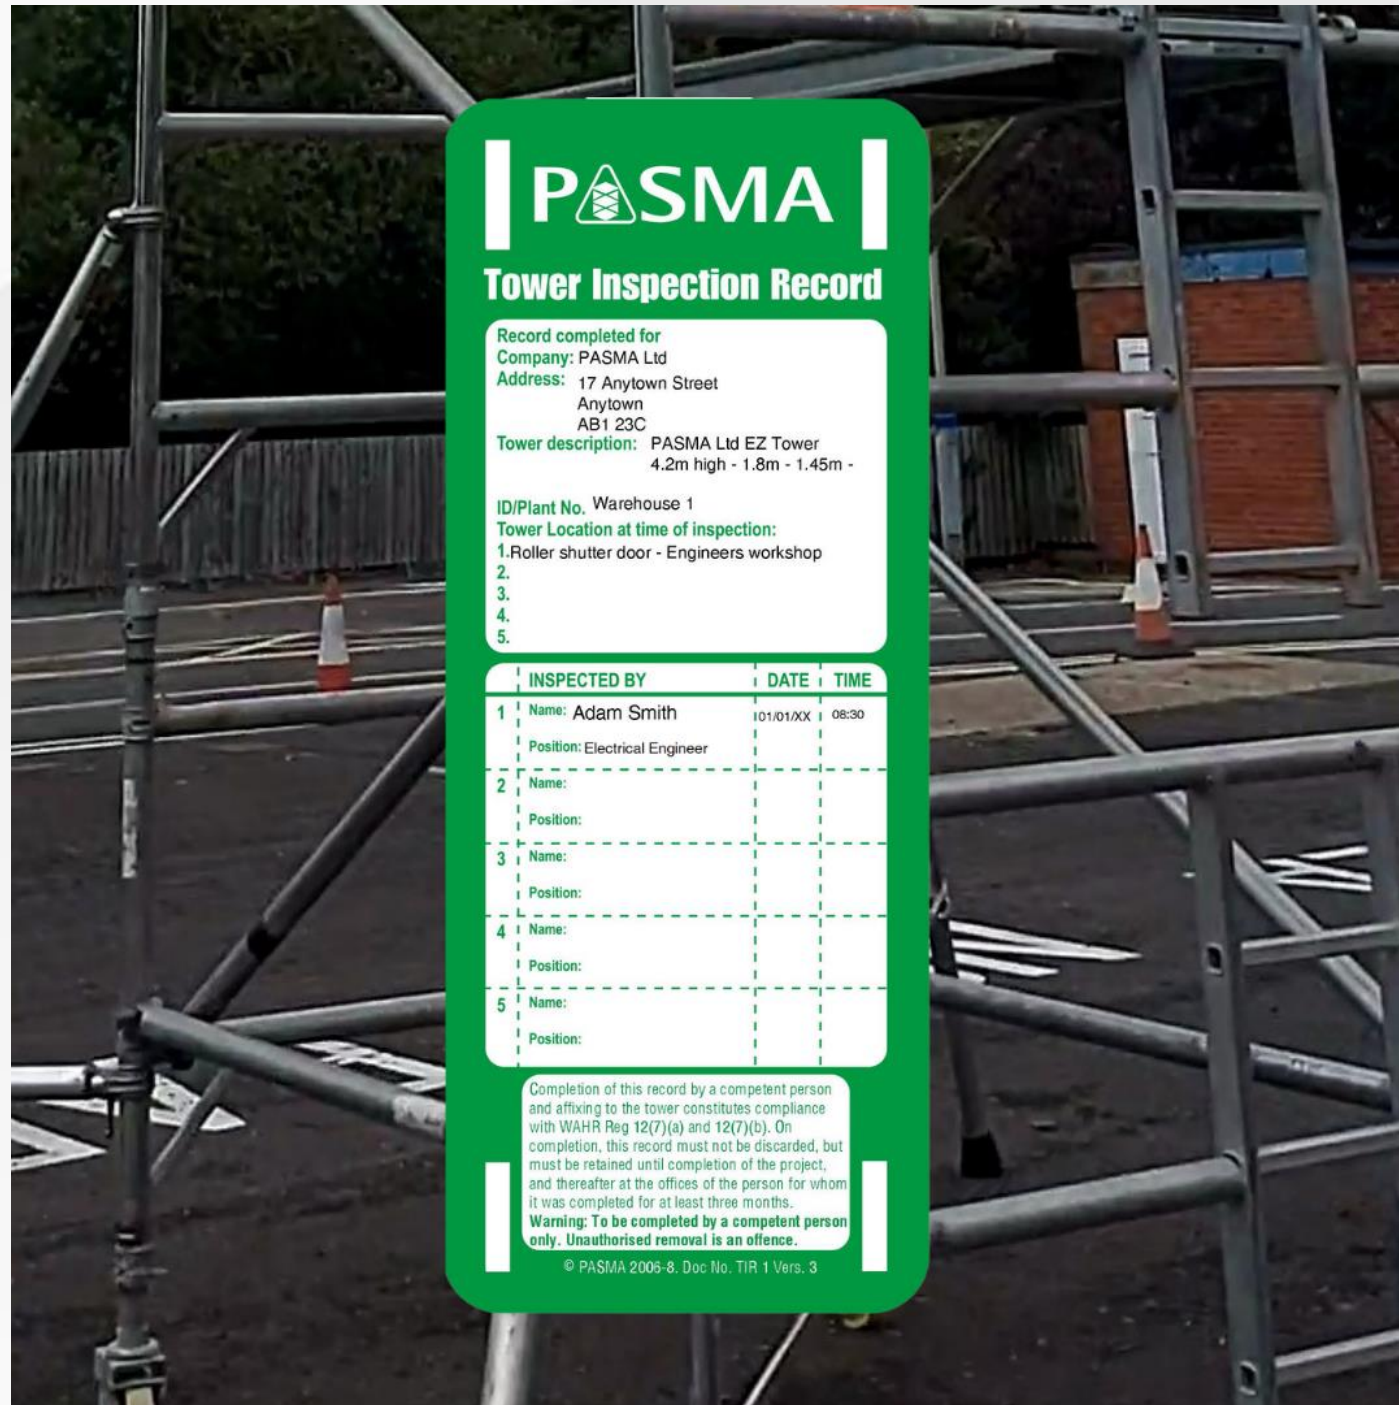 PASMA
Tower Inspection Record
Record completed for
Company: PASMA Ltd
Address: 17 Anytown Street
Anytown
AB1 23C
Tower description: PASMA Ltd EZ Tower
4.2m high - 1.8m - 1.45m -
ID/Plant No. Warehouse 1
Tower Location at time of inspection:
1. Roller shutter door - Engineers workshop
2.
3.
4.
5.
INSPECTED BY DATE TIME
1 Name: Adam Smith 01/01/XX 08:30
Position: Electrical Engineer
2 Name:
Position:
3 Name:
Position:
4 Name:
Position:
5 Name:
Position:
Completion of this record by a competent person
and affixing to the tower constitutes compliance
with WAHR Reg 12(7)(a) and 12(7)(b). On
completion, this record must not be discarded, but
must be retained until completion of the project,
and thereafter at the offices of the person for whom
it was completed for at least three months.
Warning: To be completed by a competent person
only. Unauthorised removal is an offence.
© PASMA 2006-8. Doc No. TIR 1 Vers. 3